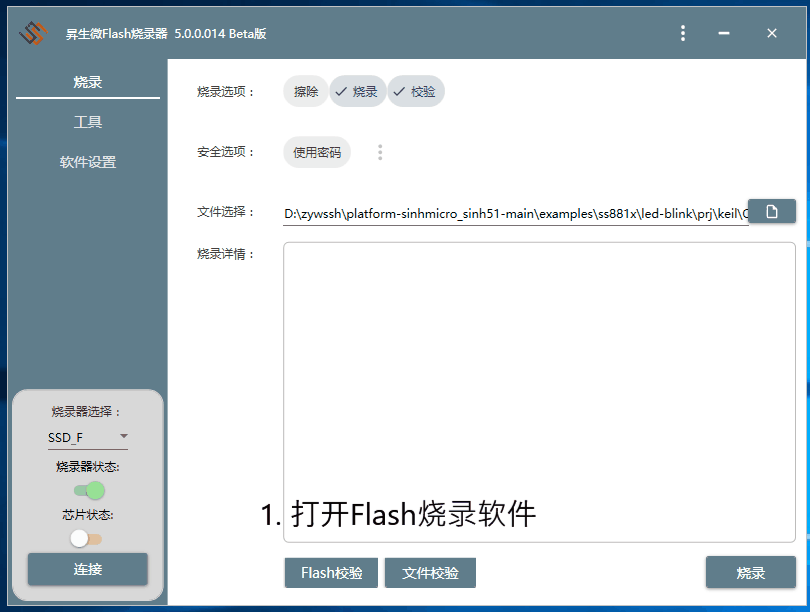 昇生微Flash烧录器 5.0.0.014 Beta版
烧录
工具
软件设置
烧录选项： 擦除 烧录 校验
安全选项： 使用密码
文件选择： D:\zywssh\platform-sinhmicro_sinh51-main\examples\ss881x\led-blink\prj\keil\
烧录详情：
烧录器选择：
SSD_F
烧录器状态:
芯片状态:
连接
1. 打开Flash烧录软件
Flash校验 文件校验 烧录